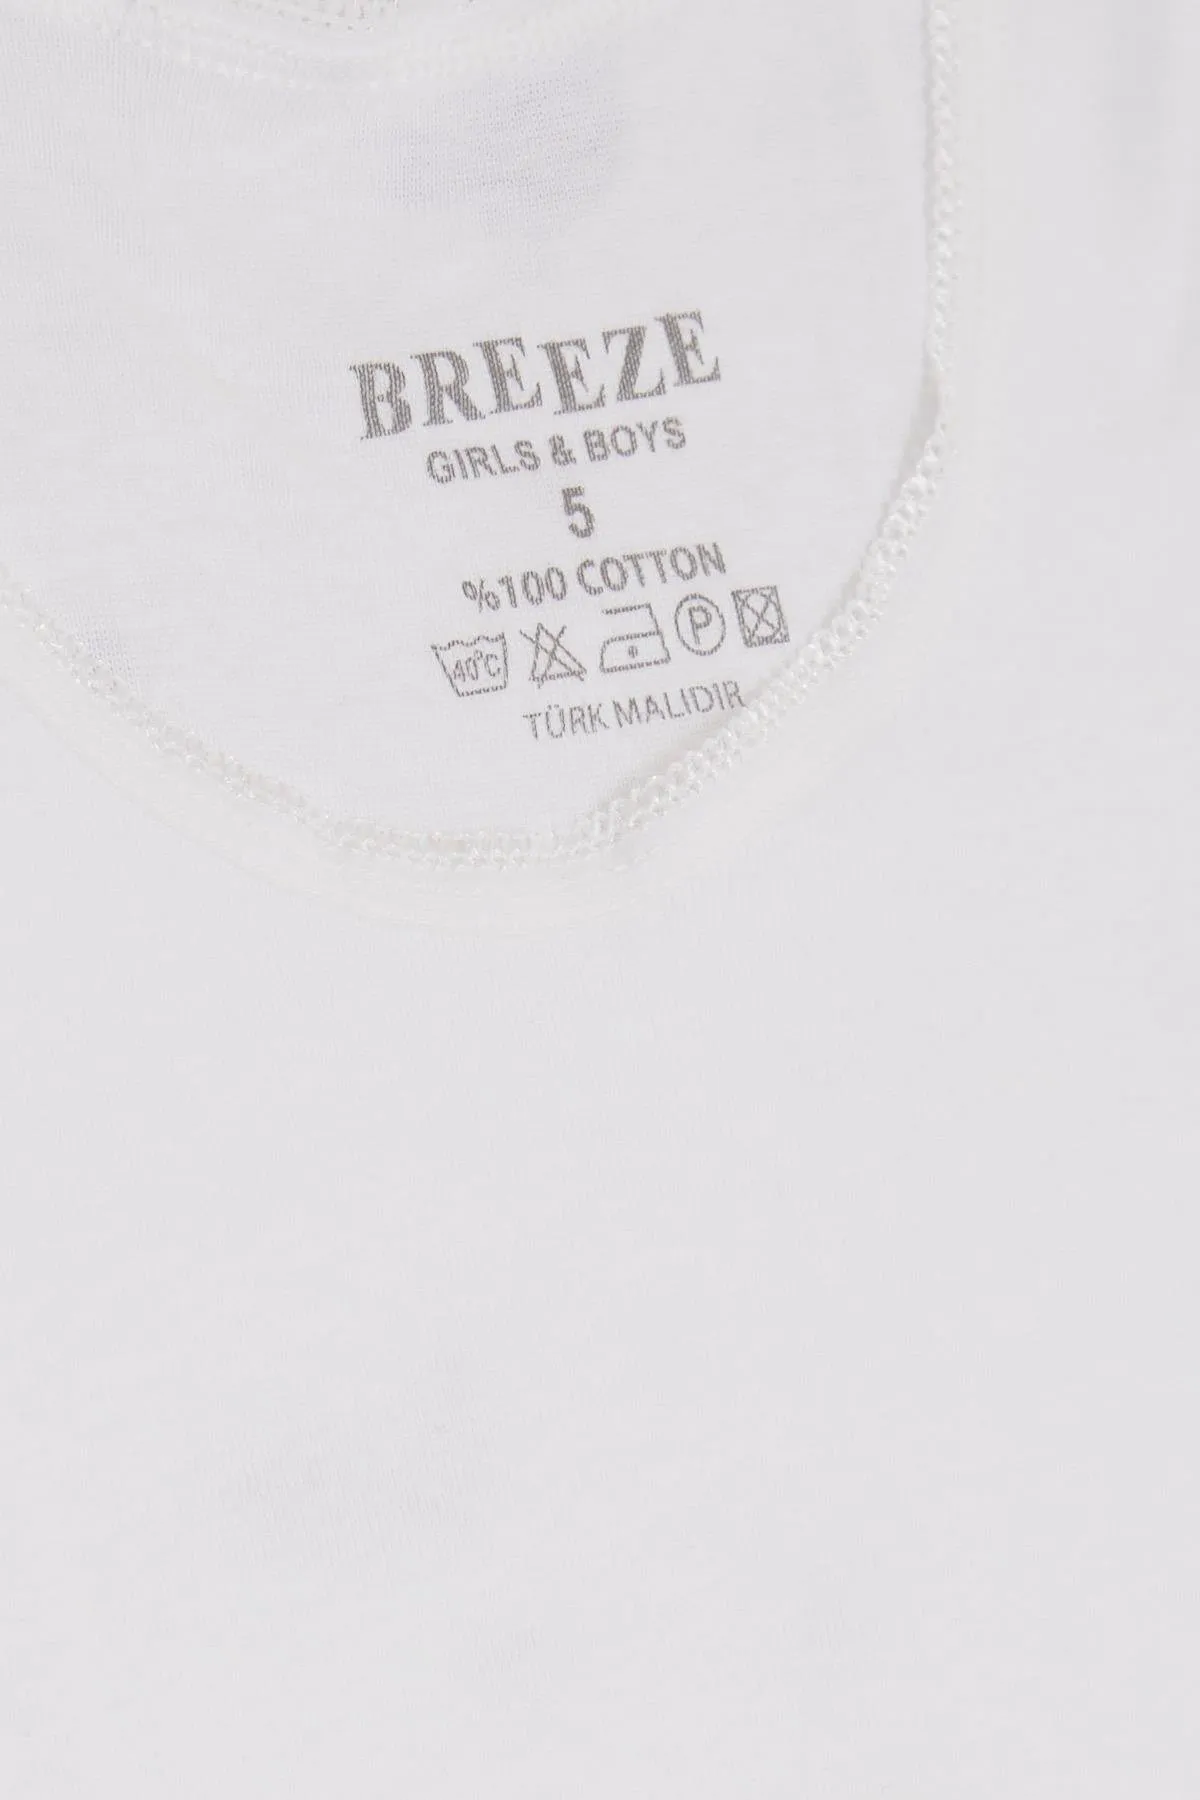 BREEZE
GIRLS & BOYS
5
%100 COTTON
40°C P
TÜRK MALIDIR